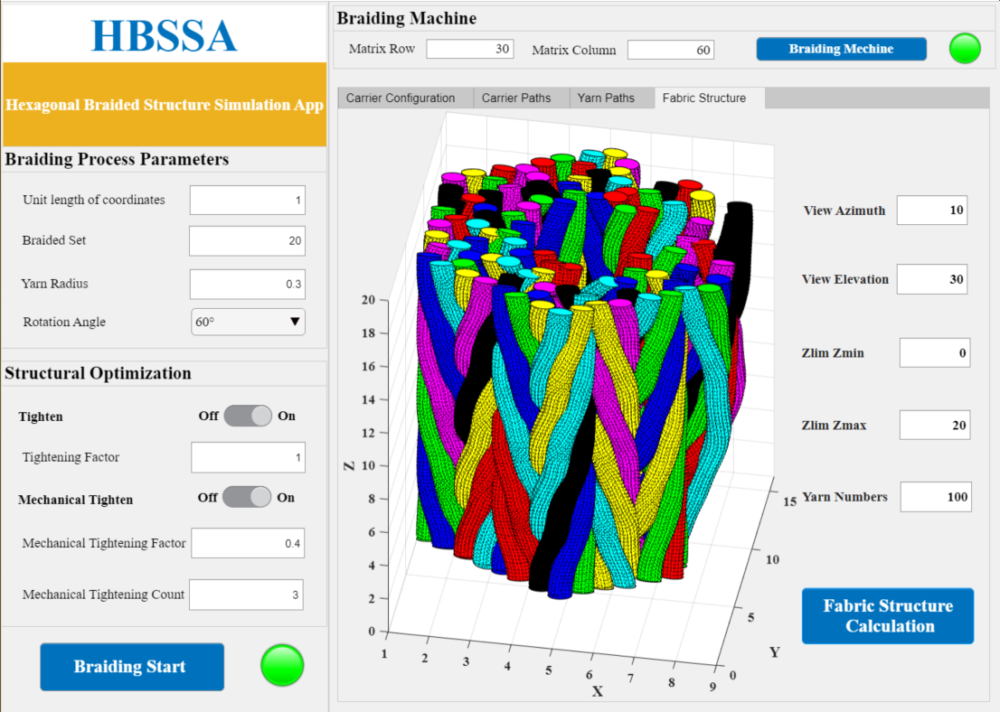 HBSSA
Hexagonal Braided Structure Simulation App
Braiding Process Parameters
Unit length of coordinates 1
Braided Set 20
Yarn Radius 0.3
Rotation Angle 60°
Structural Optimization
Tighten Off On
Tightening Factor 1
Mechanical Tighten Off On
Mechanical Tightening Factor 0.4
Mechanical Tightening Count 3
Braiding Start
Braiding Machine
Matrix Row 30 Matrix Column 60 Braiding Mechine
Carrier Configuration Carrier Paths Yarn Paths Fabric Structure
20
18
16
14
12
10
8
6
4
2
0
Z
1 2 3 4 5 6 7 8 9
X
0
5
10
15
Y
View Azimuth 10
View Elevation 30
Zlim Zmin 0
Zlim Zmax 20
Yarn Numbers 100
Fabric Structure
Calculation